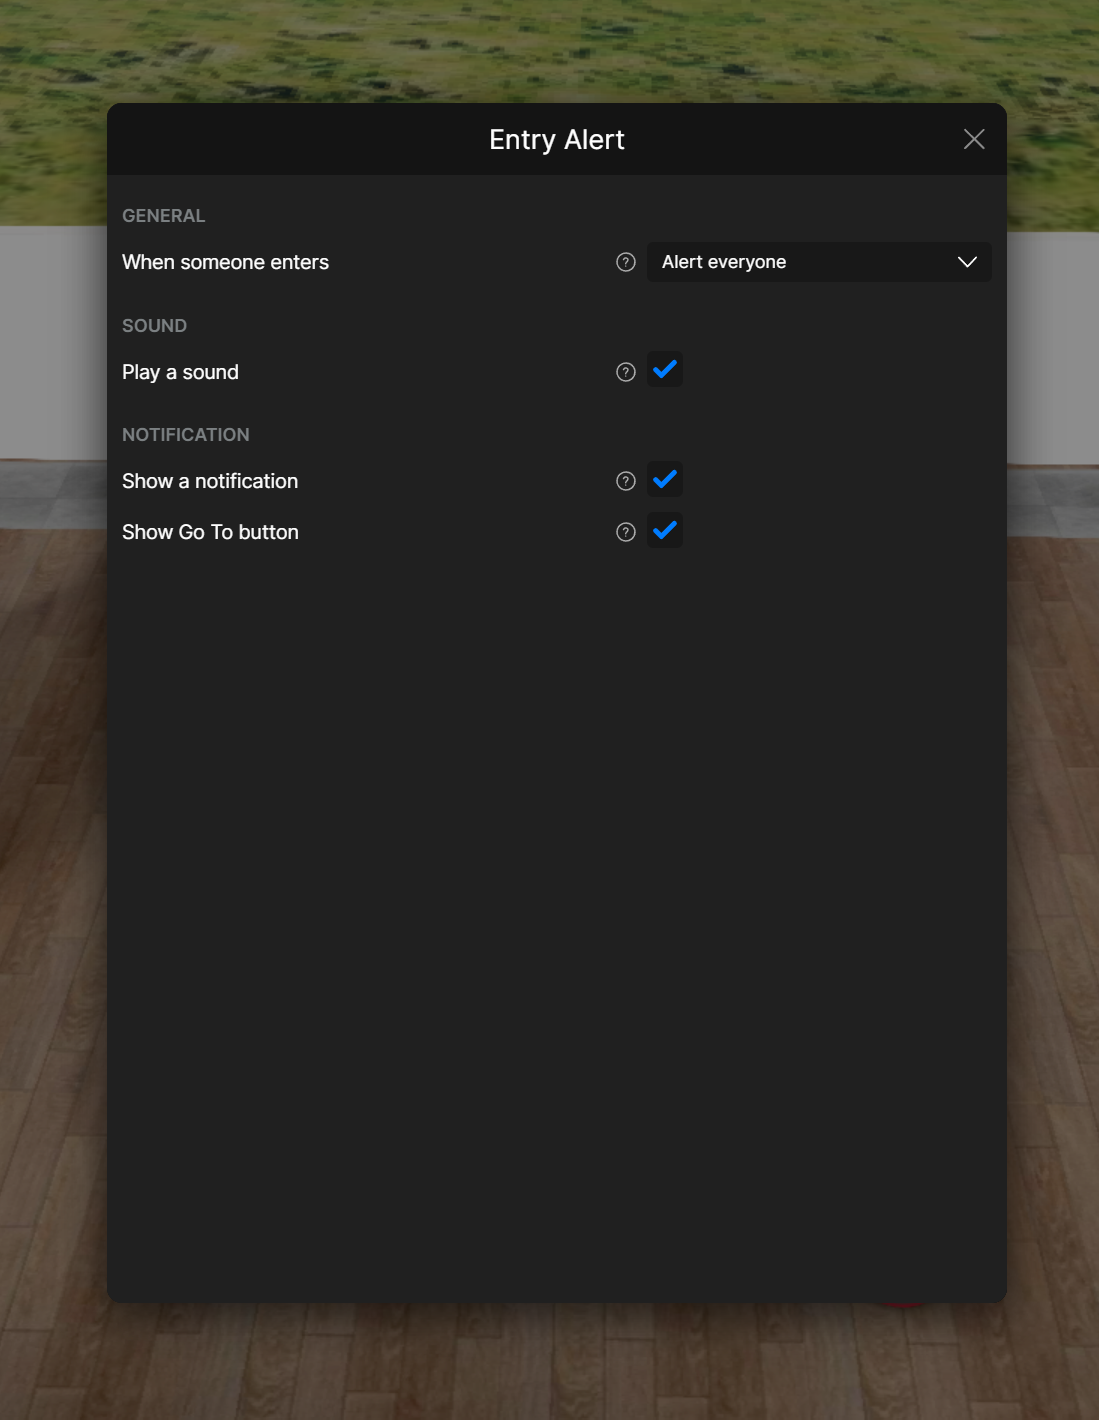 Entry Alert
GENERAL
When someone enters
Alert everyone
SOUND
Play a sound
NOTIFICATION
Show a notification
Show Go To button